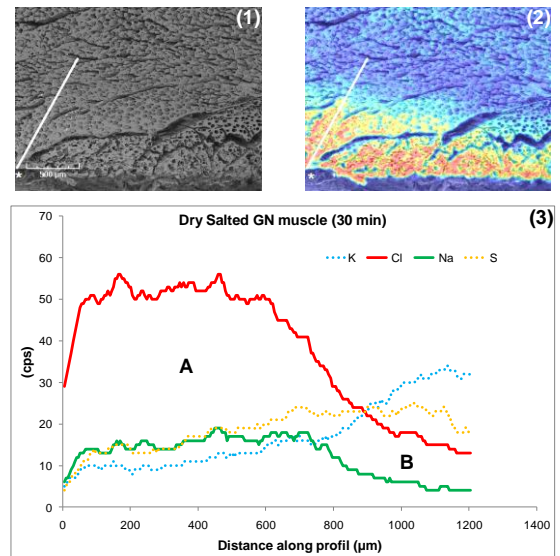 (1)
(2)
*
500 µm
*
Dry Salted GN muscle (30 min)
(3)
K
Cl
Na
S
70
60
50
40
30
20
10
0
(cps)
A
B
0
200
400
600
800
1000
1200
1400
Distance along profil (µm)